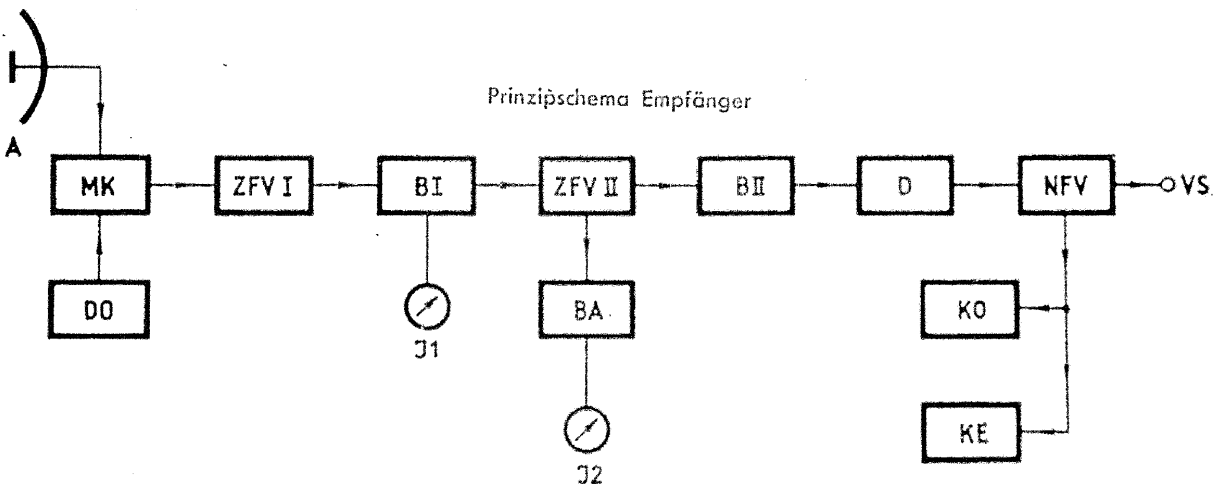 Prinzipschema Empfänger
A
MK
ZFV I
BI
ZFV II
BII
D
NFV
VS
DO
J1
BA
KO
J2
KE